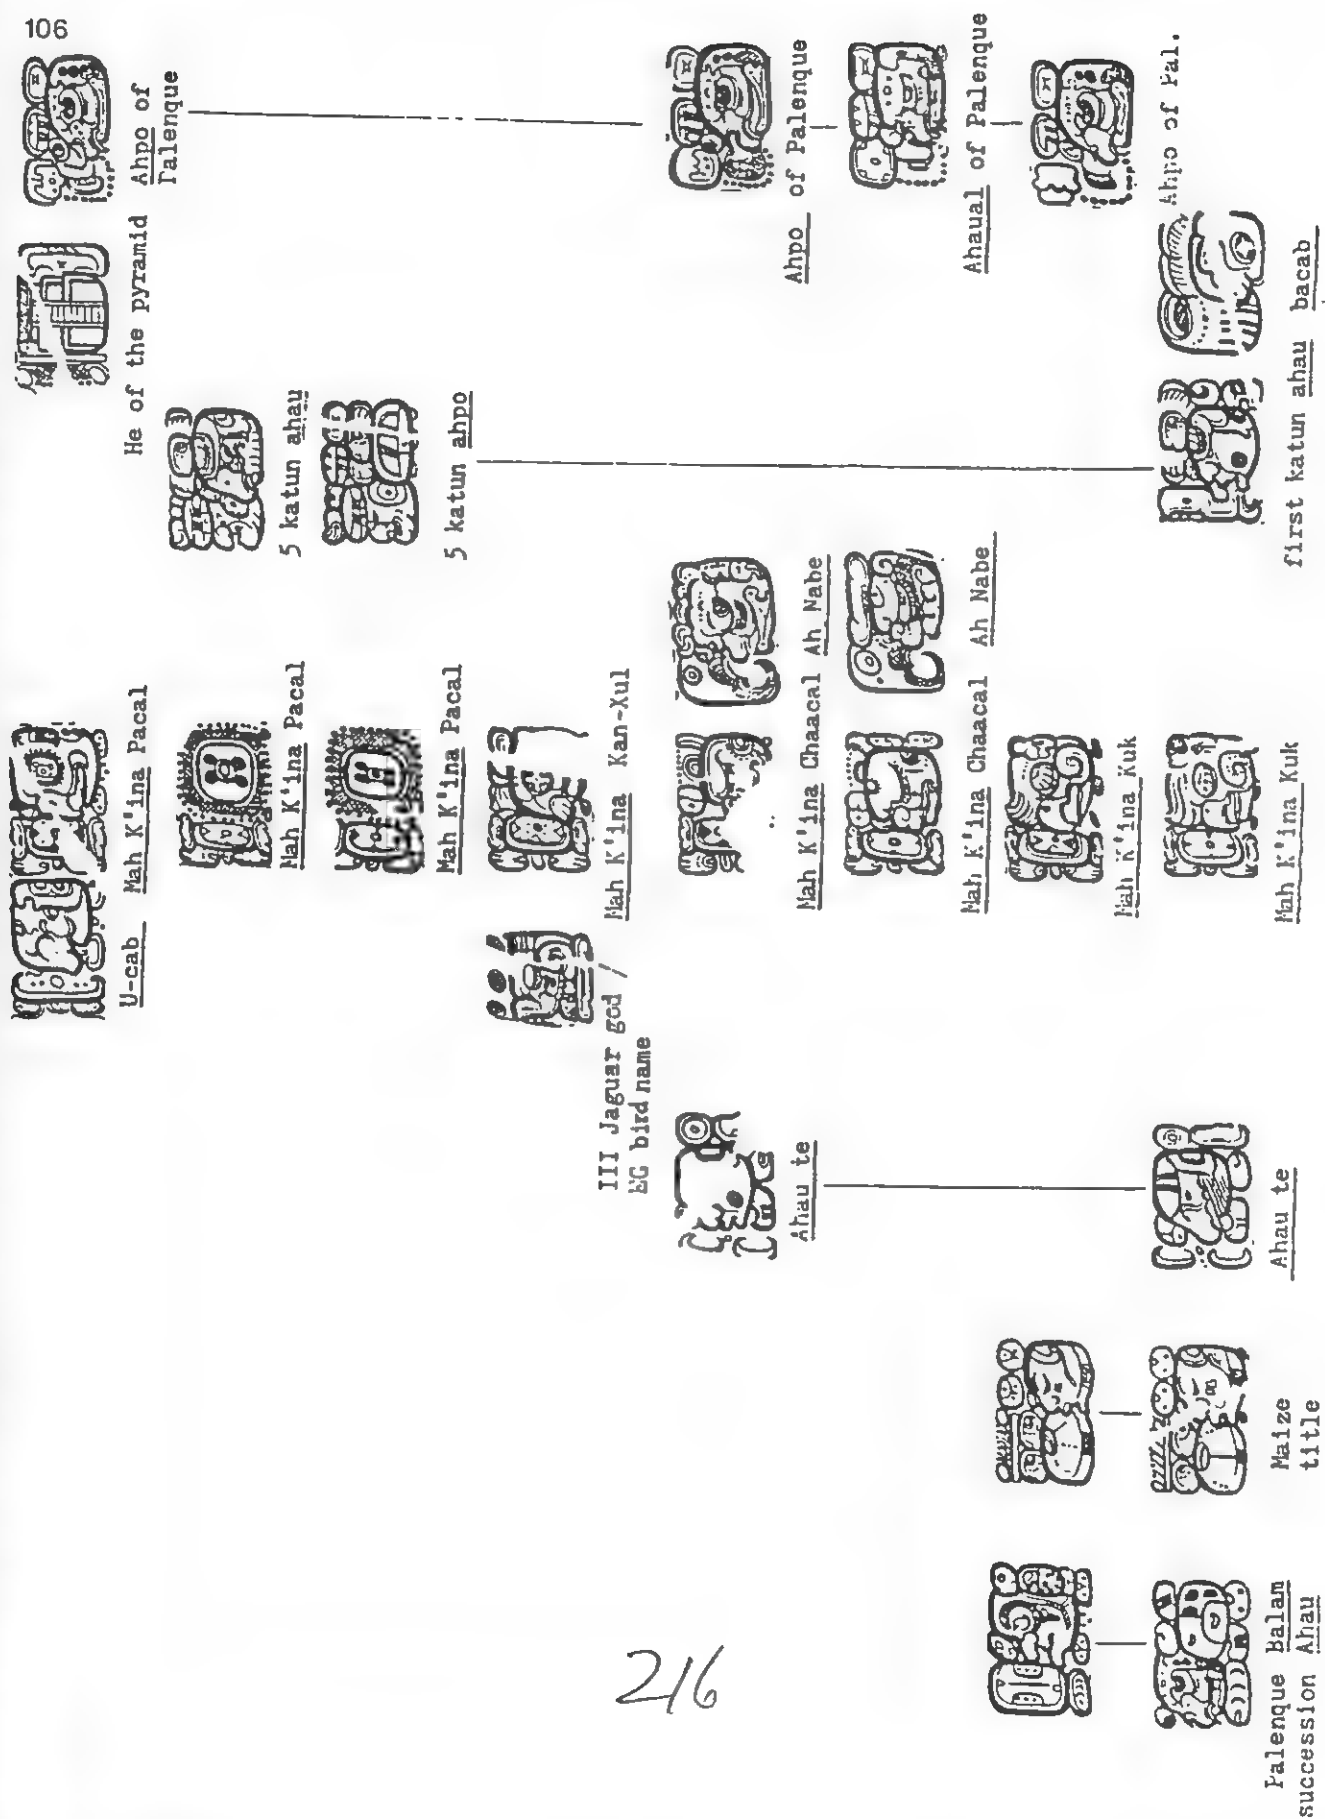 106
U-cab Mah K'ina Pacal He of the pyramid Ahpo of
Palenque
Mah K'ina Pacal 5 katun ahau
Mah K'ina Pacal 5 katun ahpo
III Jaguar god Mah K'ina Kan-Xul
EG bird name
Ahau te Mah K'ina Chaacal Ah Nabe Ahpo of Palenque
Mah K'ina Chaacal Ah Nabe Ahaual of Palenque
Mah K'ina Kuk Ahpo of Pal.
Palenque Balam Maize Ahau te Mah K'ina Kuk first katun ahau bacab
succession Ahau title
216